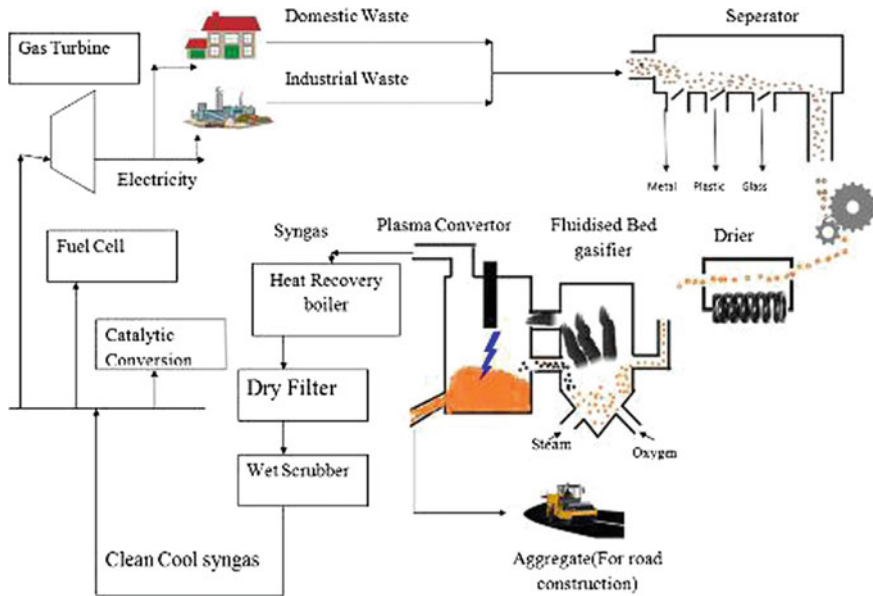 Domestic Waste
Seperator
Gas Turbine
Industrial Waste
Electricity
Metal
Plastic
Glass
Plasma Convertor
Fluidised Bed
gasifier
Drier
Syngas
Fuel Cell
Heat Recovery
boiler
Catalytic
Conversion
Dry Filter
Steam
Oxygen
Wet Scrubber
Clean Cool syngas
Aggregate(For road
construction)